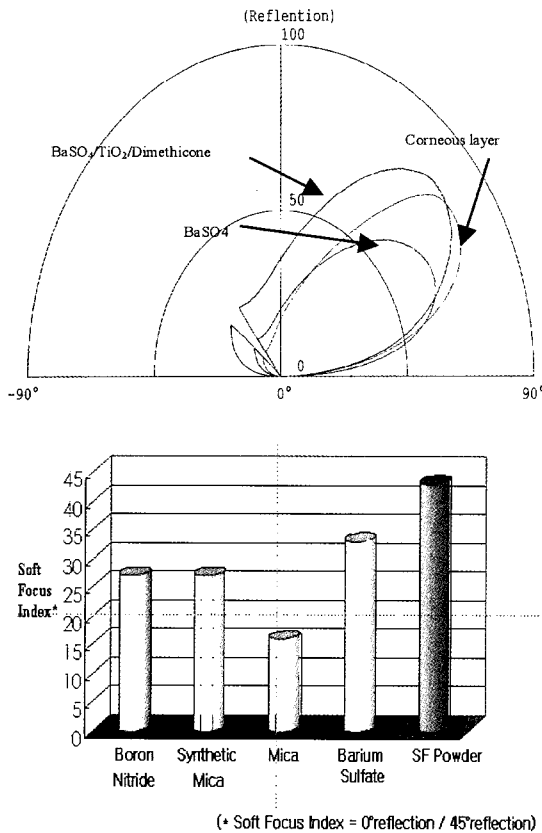 (Reflention)
100
BaSO4/TiO2/Dimethicone
Corneous layer
50
BaSO4
0
-90°
0°
90°
45
40
35
30
25
20
15
10
5
0
Soft
Focus
Index*
Boron
Nitride
Synthetic
Mica
Mica
Barium
Sulfate
SF Powder
(* Soft Focus Index = 0°reflection / 45°reflection)